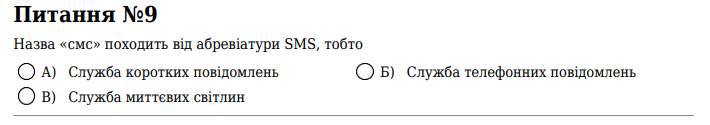 Питання №9
Назва «смс» походить від абревіатури SMS, тобто
А) Служба коротких повідомлень
Б) Служба телефонних повідомлень
В) Служба миттєвих світлин